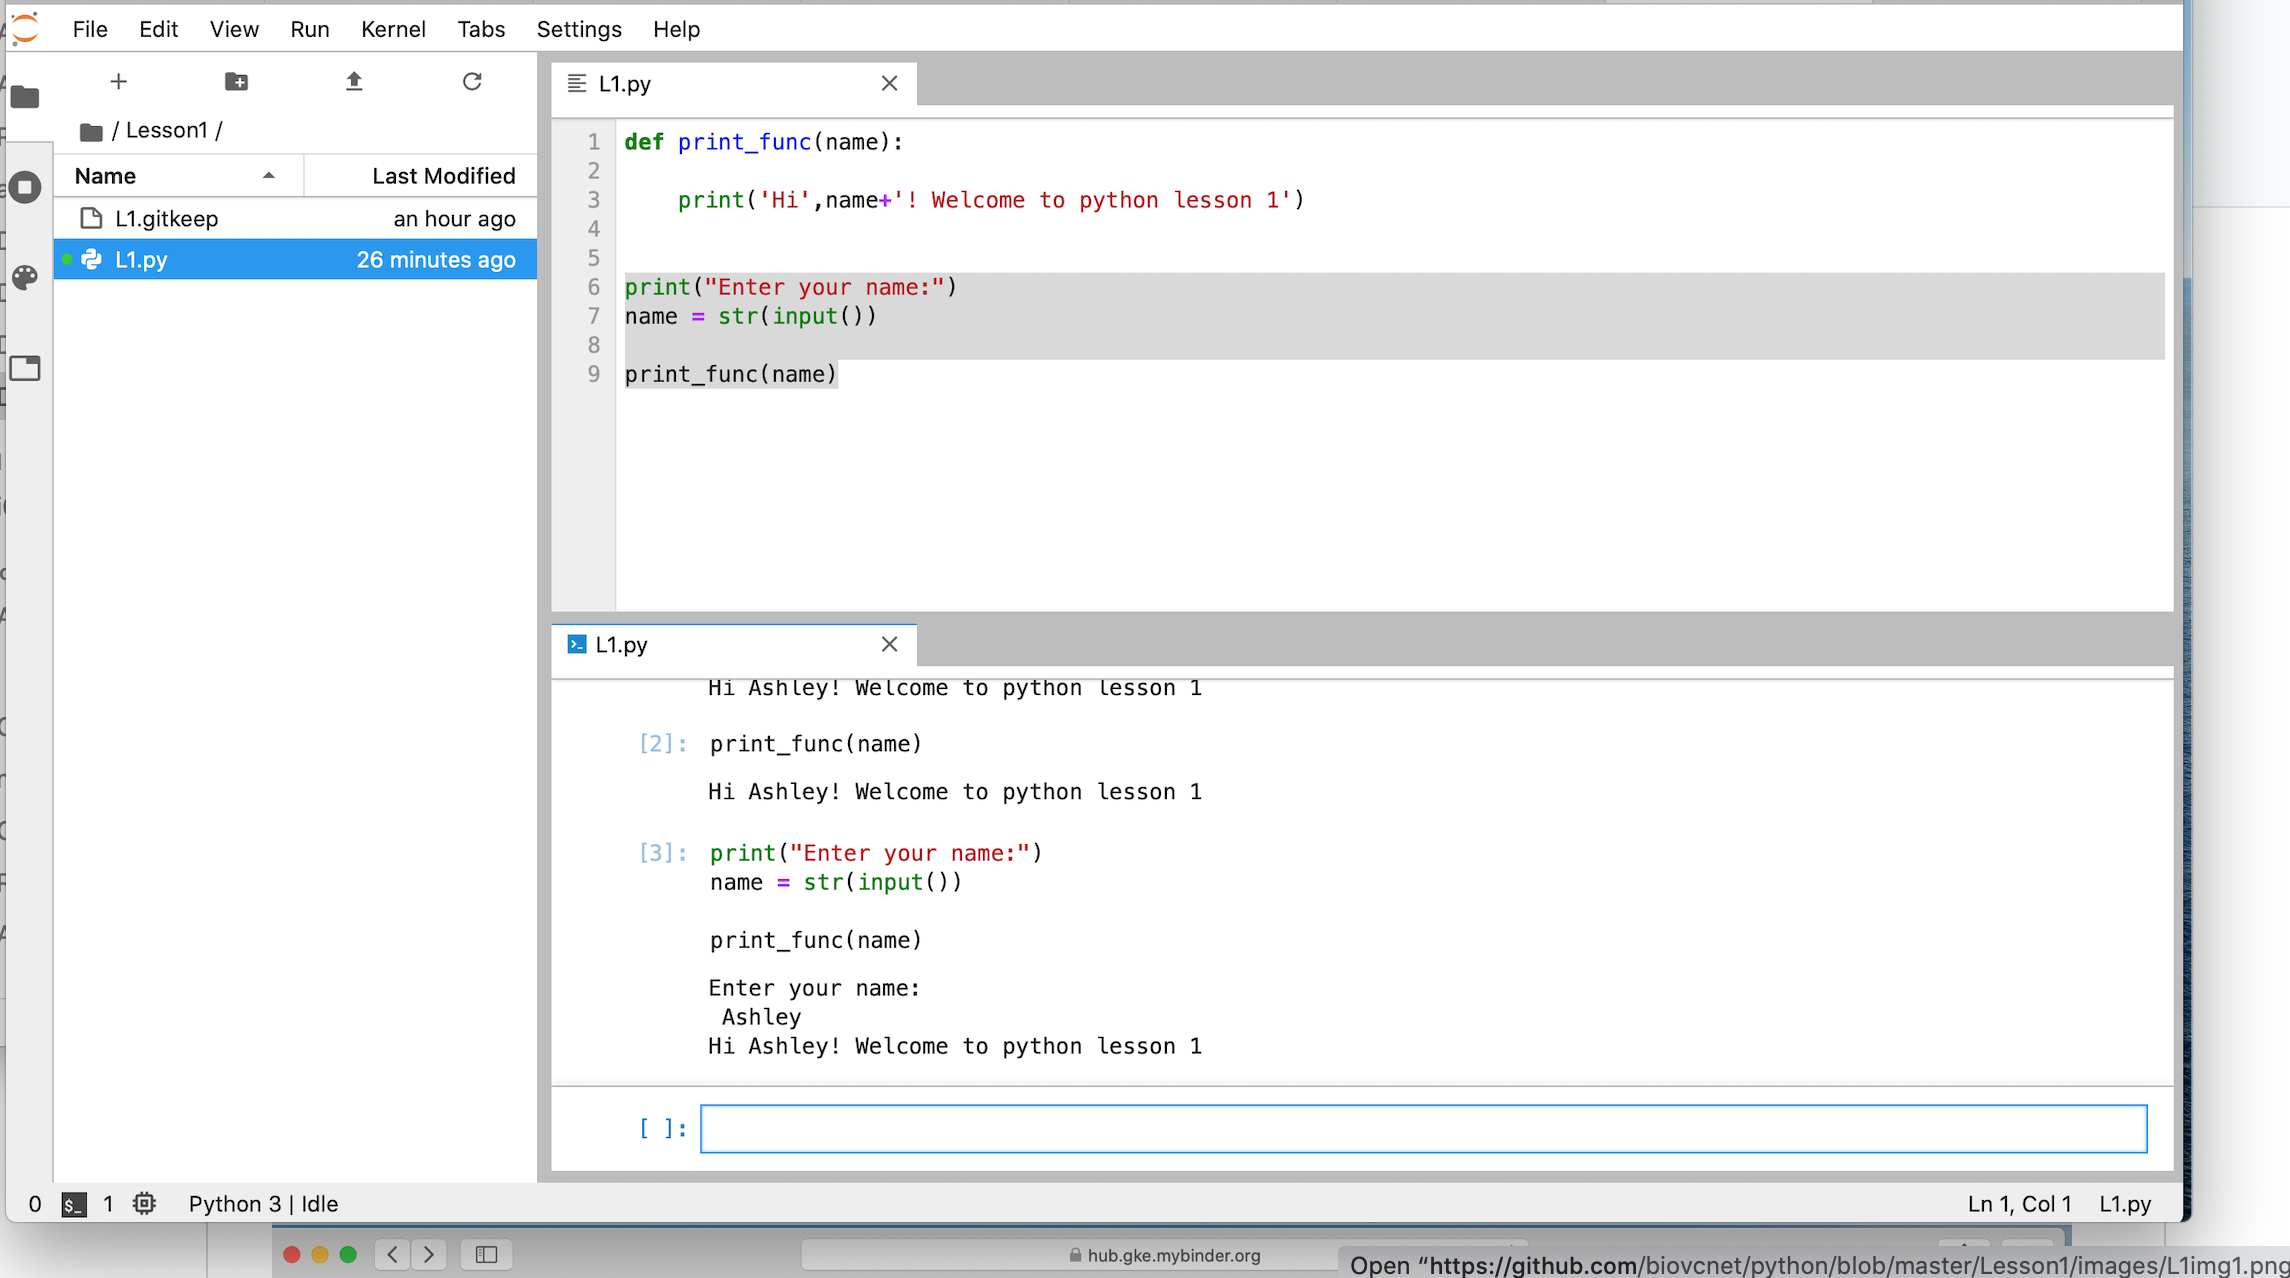 File Edit View Run Kernel Tabs Settings Help
/ Lesson1 /
Name Last Modified
L1.gitkeep an hour ago
L1.py 26 minutes ago
L1.py
1 def print_func(name):
2
3     print('Hi',name+'! Welcome to python lesson 1')
4
5
6 print("Enter your name:")
7 name = str(input())
8
9 print_func(name)
L1.py
Hi Ashley! Welcome to python lesson 1
[2]: print_func(name)
Hi Ashley! Welcome to python lesson 1
[3]: print("Enter your name:")
name = str(input())
print_func(name)
Enter your name:
Ashley
Hi Ashley! Welcome to python lesson 1
[ ]:
0 $_ 1 Python 3 | Idle Ln 1, Col 1 L1.py
hub.gke.mybinder.org
Open “https://github.com/biovcnet/python/blob/master/Lesson1/images/L1img1.png